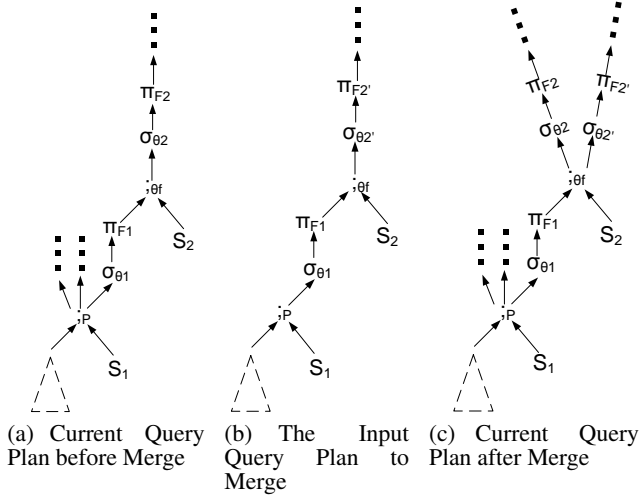 πF2
σθ2
;θf
πF1
S2
σθ1
;P
S1
(a) Current Query
Plan before Merge
πF2'
σθ2'
;θf
πF1
S2
σθ1
;P
S1
(b) The Input
Query Plan to
Merge
πF2 πF2'
σθ2 σθ2'
;θf
πF1
S2
σθ1
;P
S1
(c) Current Query
Plan after Merge